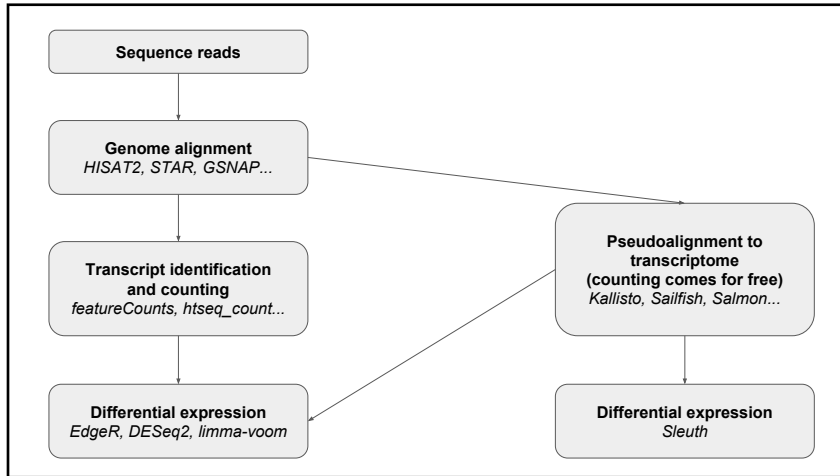 Sequence reads
Genome alignment
HISAT2, STAR, GSNAP...
Transcript identification
and counting
featureCounts, htseq_count...
Differential expression
EdgeR, DESeq2, limma-voom
Pseudoalignment to
transcriptome
(counting comes for free)
Kallisto, Sailfish, Salmon...
Differential expression
Sleuth